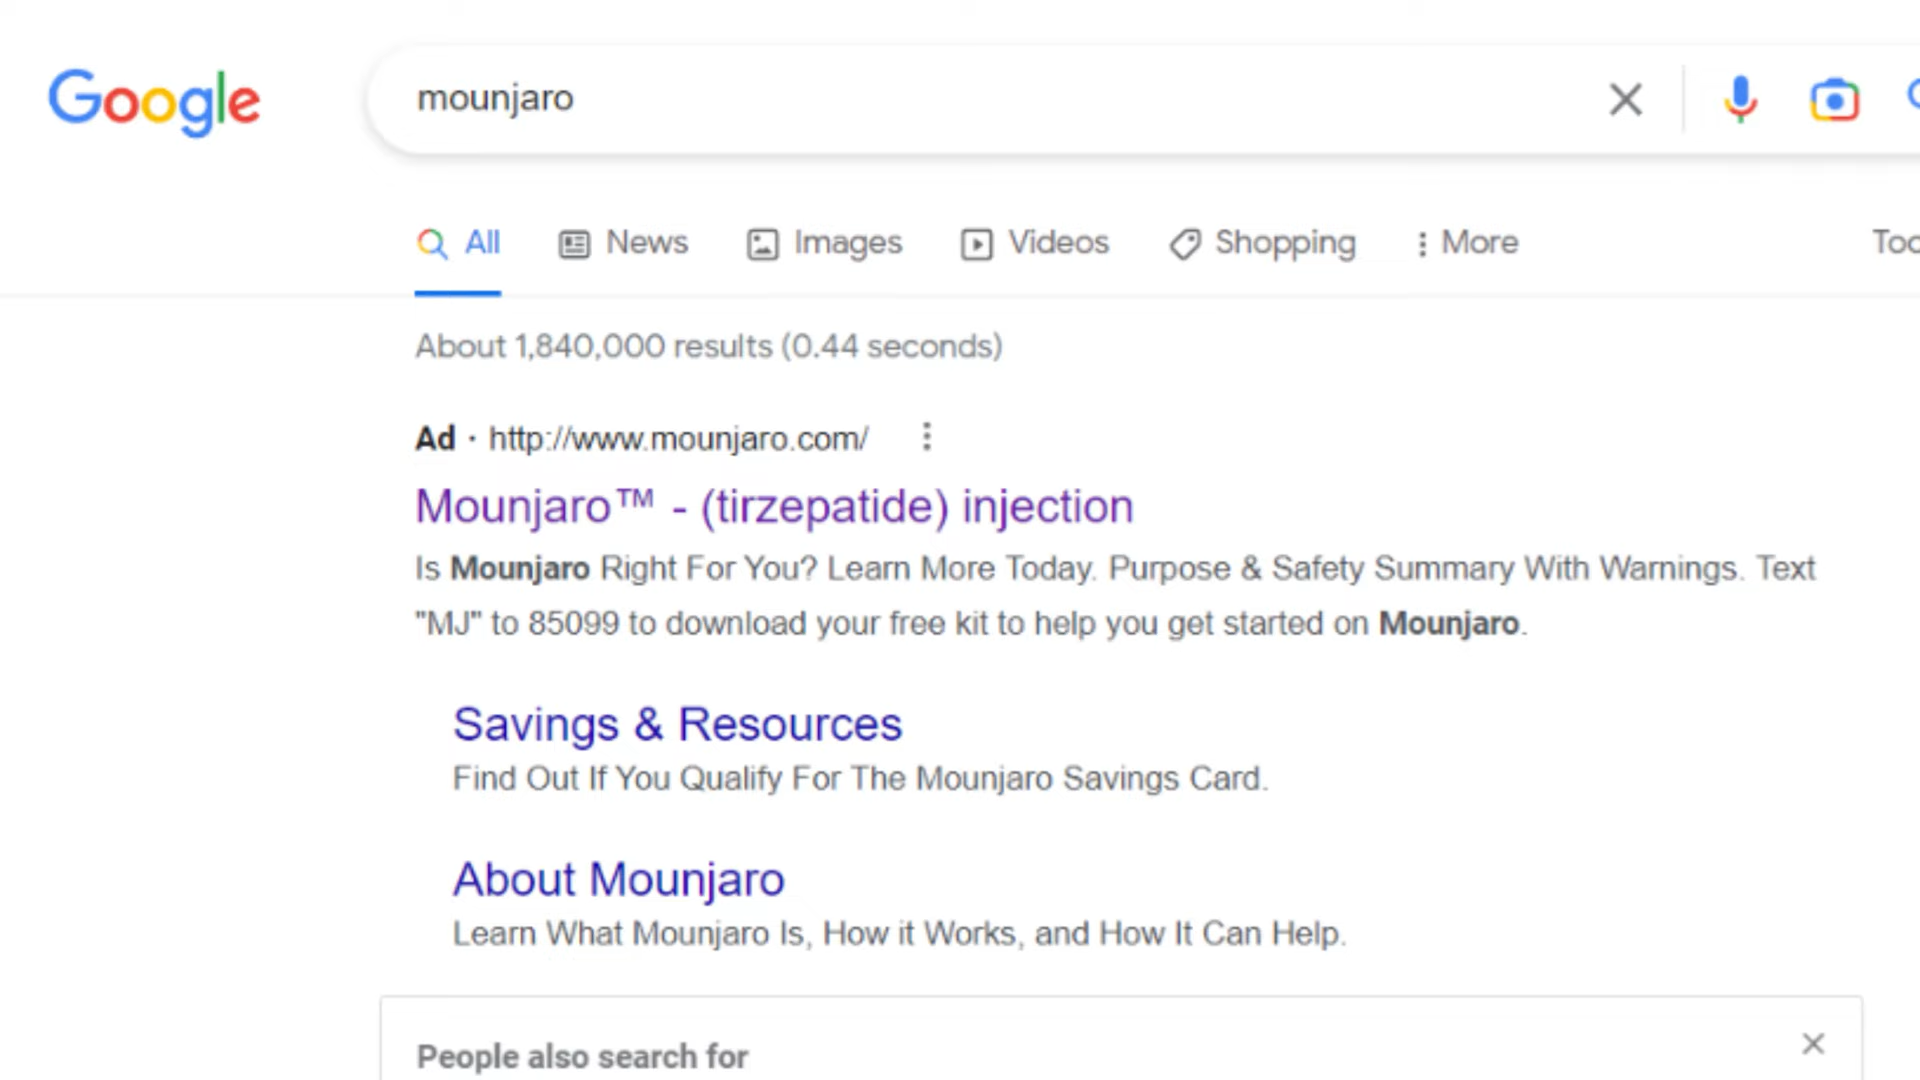 Google
mounjaro
All News Images Videos Shopping More
About 1,840,000 results (0.44 seconds)
Ad · http://www.mounjaro.com/
Mounjaro™ - (tirzepatide) injection
Is Mounjaro Right For You? Learn More Today. Purpose & Safety Summary With Warnings. Text
"MJ" to 85099 to download your free kit to help you get started on Mounjaro.
Savings & Resources
Find Out If You Qualify For The Mounjaro Savings Card.
About Mounjaro
Learn What Mounjaro Is, How it Works, and How It Can Help.
People also search for